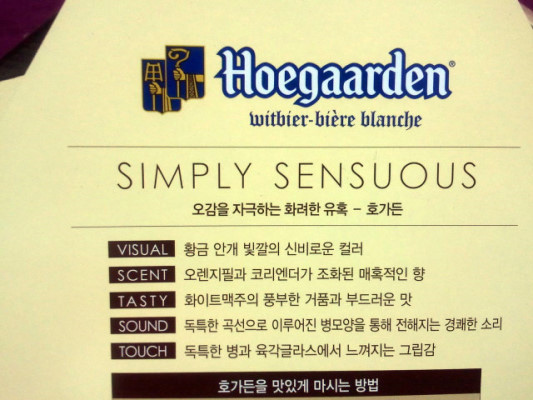 Hoegaarden®
witbier-bière blanche
SIMPLY SENSUOUS
오감을 자극하는 화려한 유혹 - 호가든
VISUAL 황금 안개 빛깔의 신비로운 컬러
SCENT 오렌지필과 코리엔더가 조화된 매혹적인 향
TASTY 화이트맥주의 풍부한 거품과 부드러운 맛
SOUND 독특한 곡선으로 이루어진 병모양을 통해 전해지는 경쾌한 소리
TOUCH 독특한 병과 육각글라스에서 느껴지는 그립감
호가든을 맛있게 마시는 방법